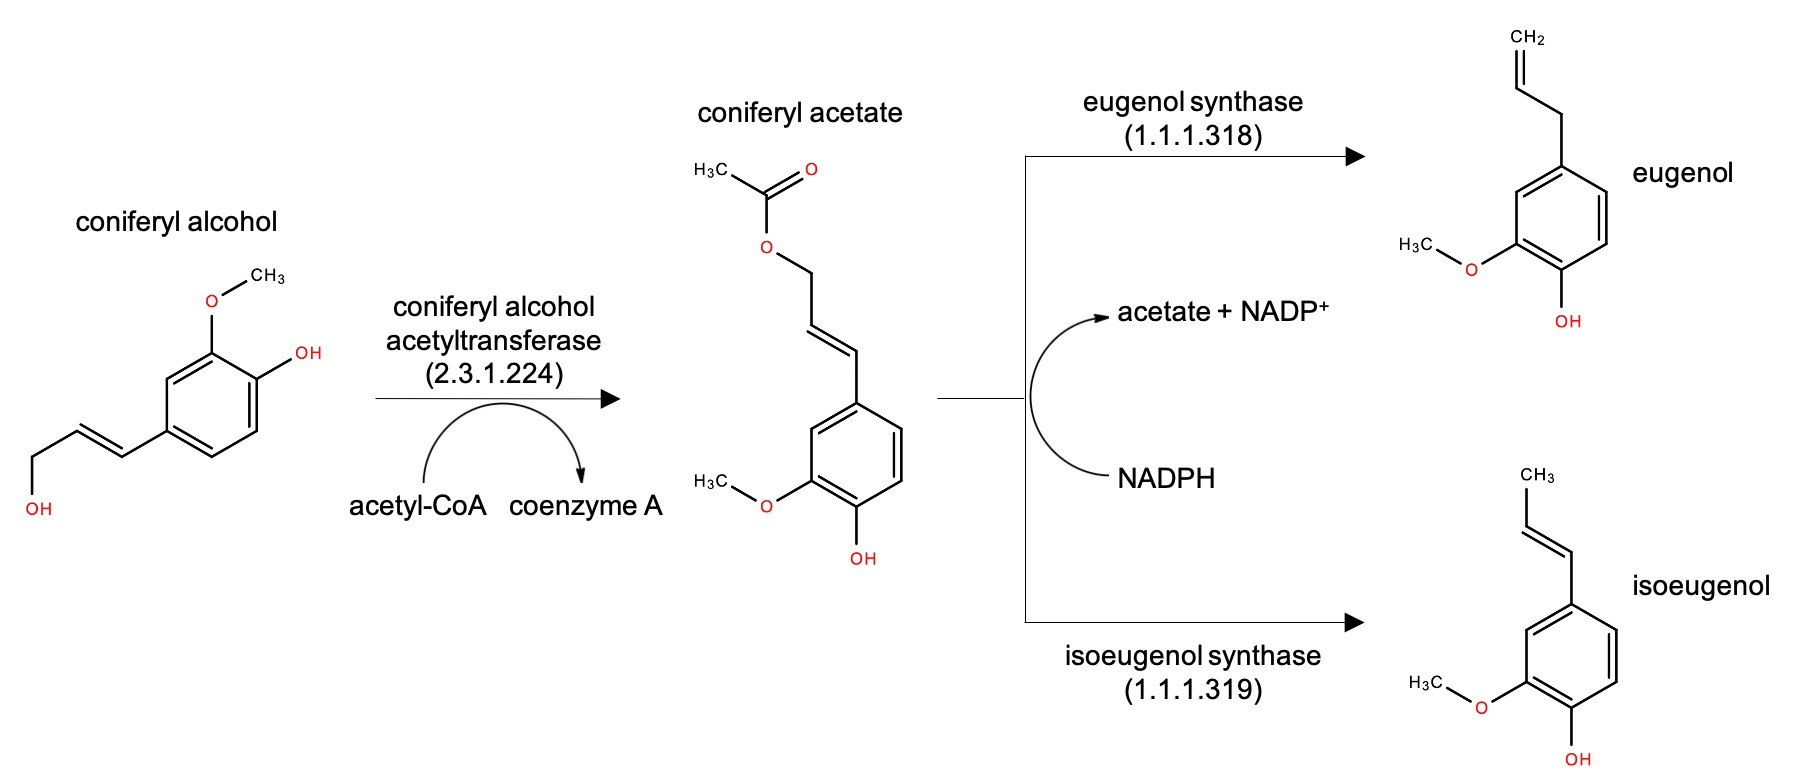 coniferyl alcohol
O
CH₃
OH
OH
coniferyl alcohol
acetyltransferase
(2.3.1.224)
acetyl-CoA
coenzyme A
coniferyl acetate
H₃C
O
O
H₃C
O
OH
eugenol synthase
(1.1.1.318)
acetate + NADP⁺
NADPH
isoeugenol synthase
(1.1.1.319)
CH₂
eugenol
H₃C
O
OH
CH₃
isoeugenol
H₃C
O
OH